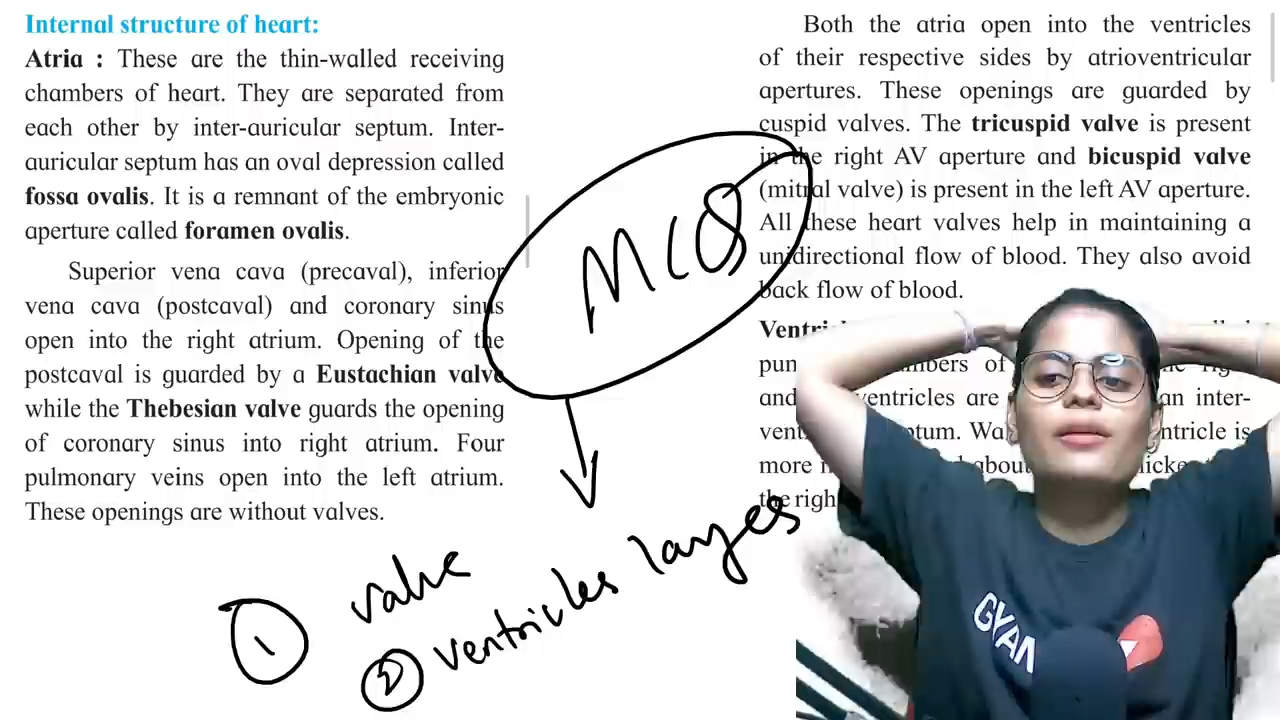 Internal structure of heart:
Atria : These are the thin-walled receiving
chambers of heart. They are separated from
each other by inter-auricular septum. Inter-
auricular septum has an oval depression called
fossa ovalis. It is a remnant of the embryonic
aperture called foramen ovalis.
Superior vena cava (precaval), inferior
vena cava (postcaval) and coronary sinus
open into the right atrium. Opening of the
postcaval is guarded by a Eustachian valve
while the Thebesian valve guards the opening
of coronary sinus into right atrium. Four
pulmonary veins open into the left atrium.
These openings are without valves.
MCQ
① valve
② ventricles layes
Both the atria open into the ventricles
of their respective sides by atrioventricular
apertures. These openings are guarded by
cuspid valves. The tricuspid valve is present
in the right AV aperture and bicuspid valve
(mitral valve) is present in the left AV aperture.
All these heart valves help in maintaining a
unidirectional flow of blood. They also avoid
back flow of blood.
of
and ventricles are an inter-
is
more
the
GYAN